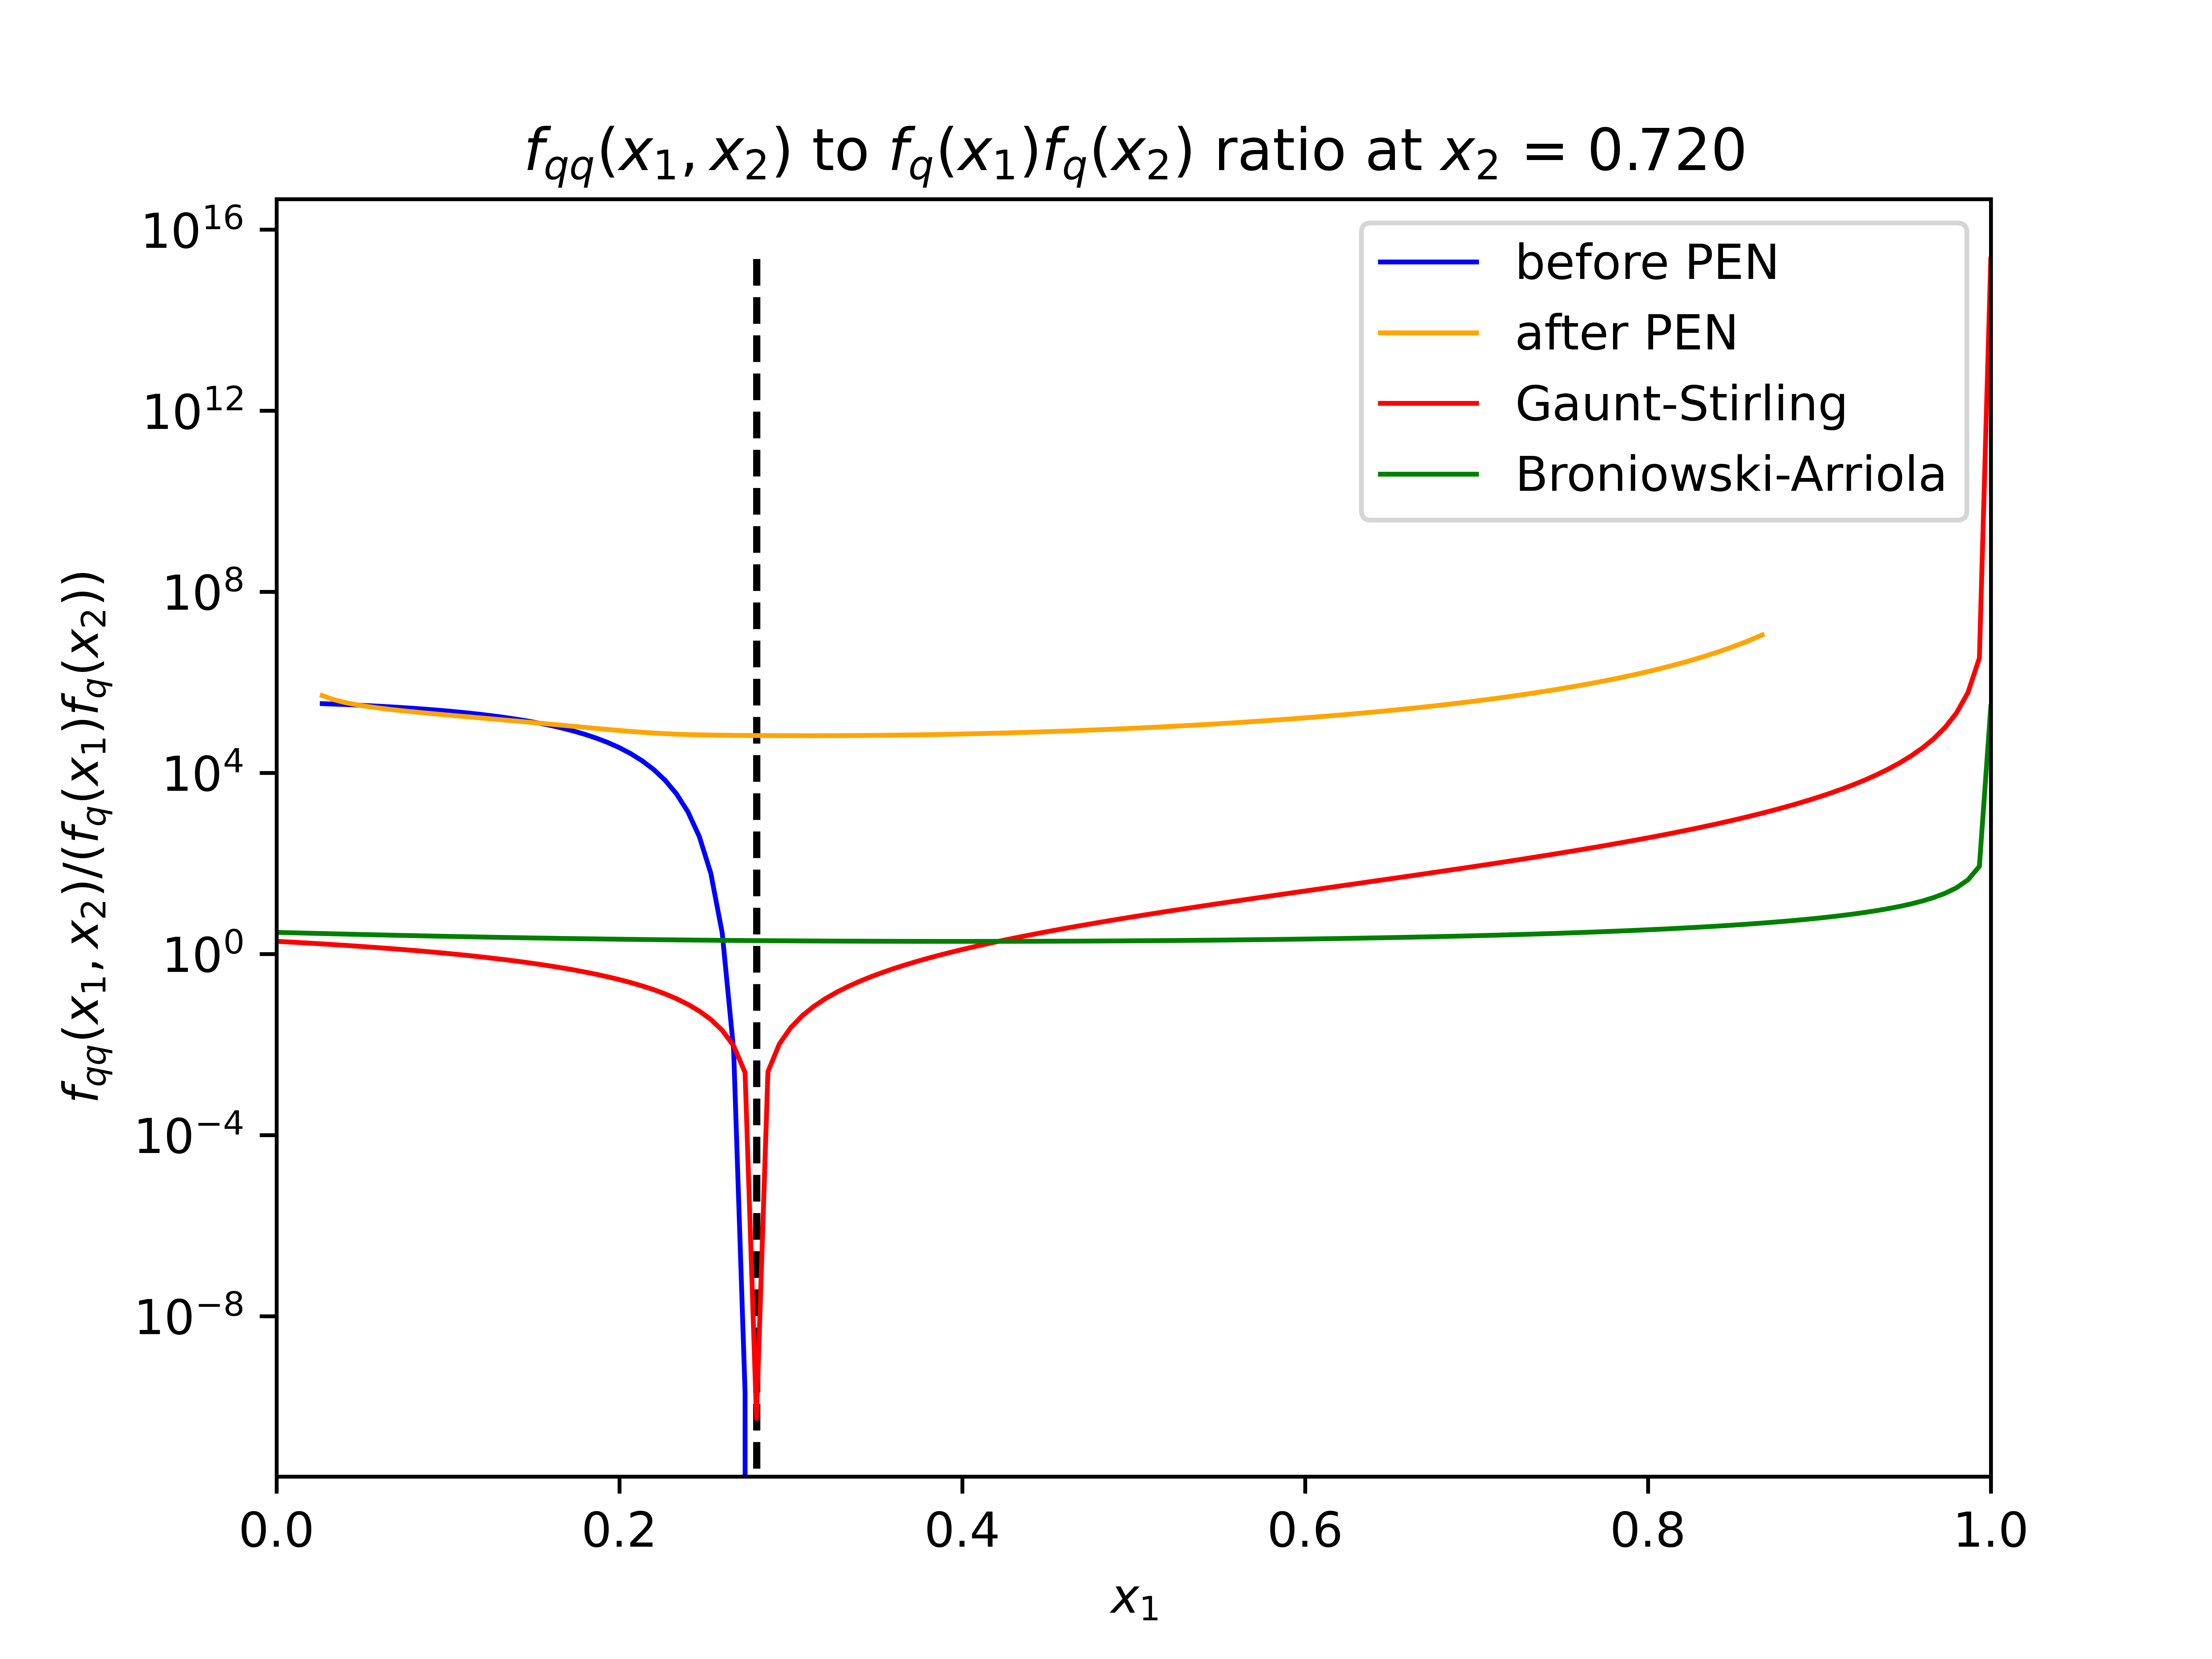 f_qq(x_1, x_2) to f_q(x_1)f_q(x_2) ratio at x_2 = 0.720
before PEN
after PEN
Gaunt-Stirling
Broniowski-Arriola
f_qq(x_1, x_2)/(f_q(x_1)f_q(x_2))
10^16
10^12
10^8
10^4
10^0
10^−4
10^−8
0.0 0.2 0.4 0.6 0.8 1.0
x_1